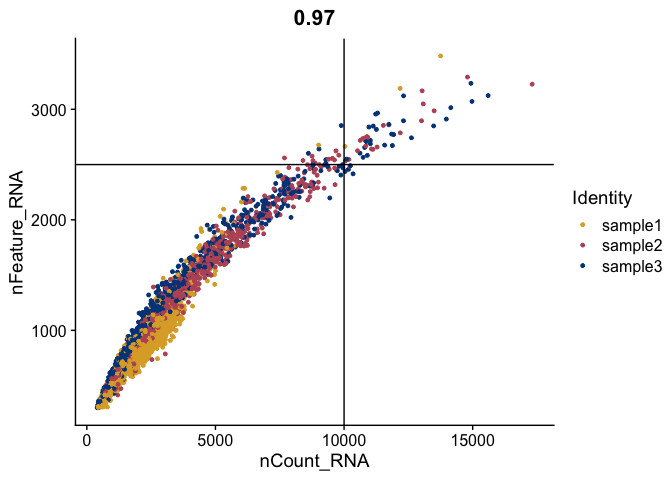 0.97
nFeature_RNA
3000
2000
1000
0
5000
10000
15000
nCount_RNA
Identity
sample1
sample2
sample3